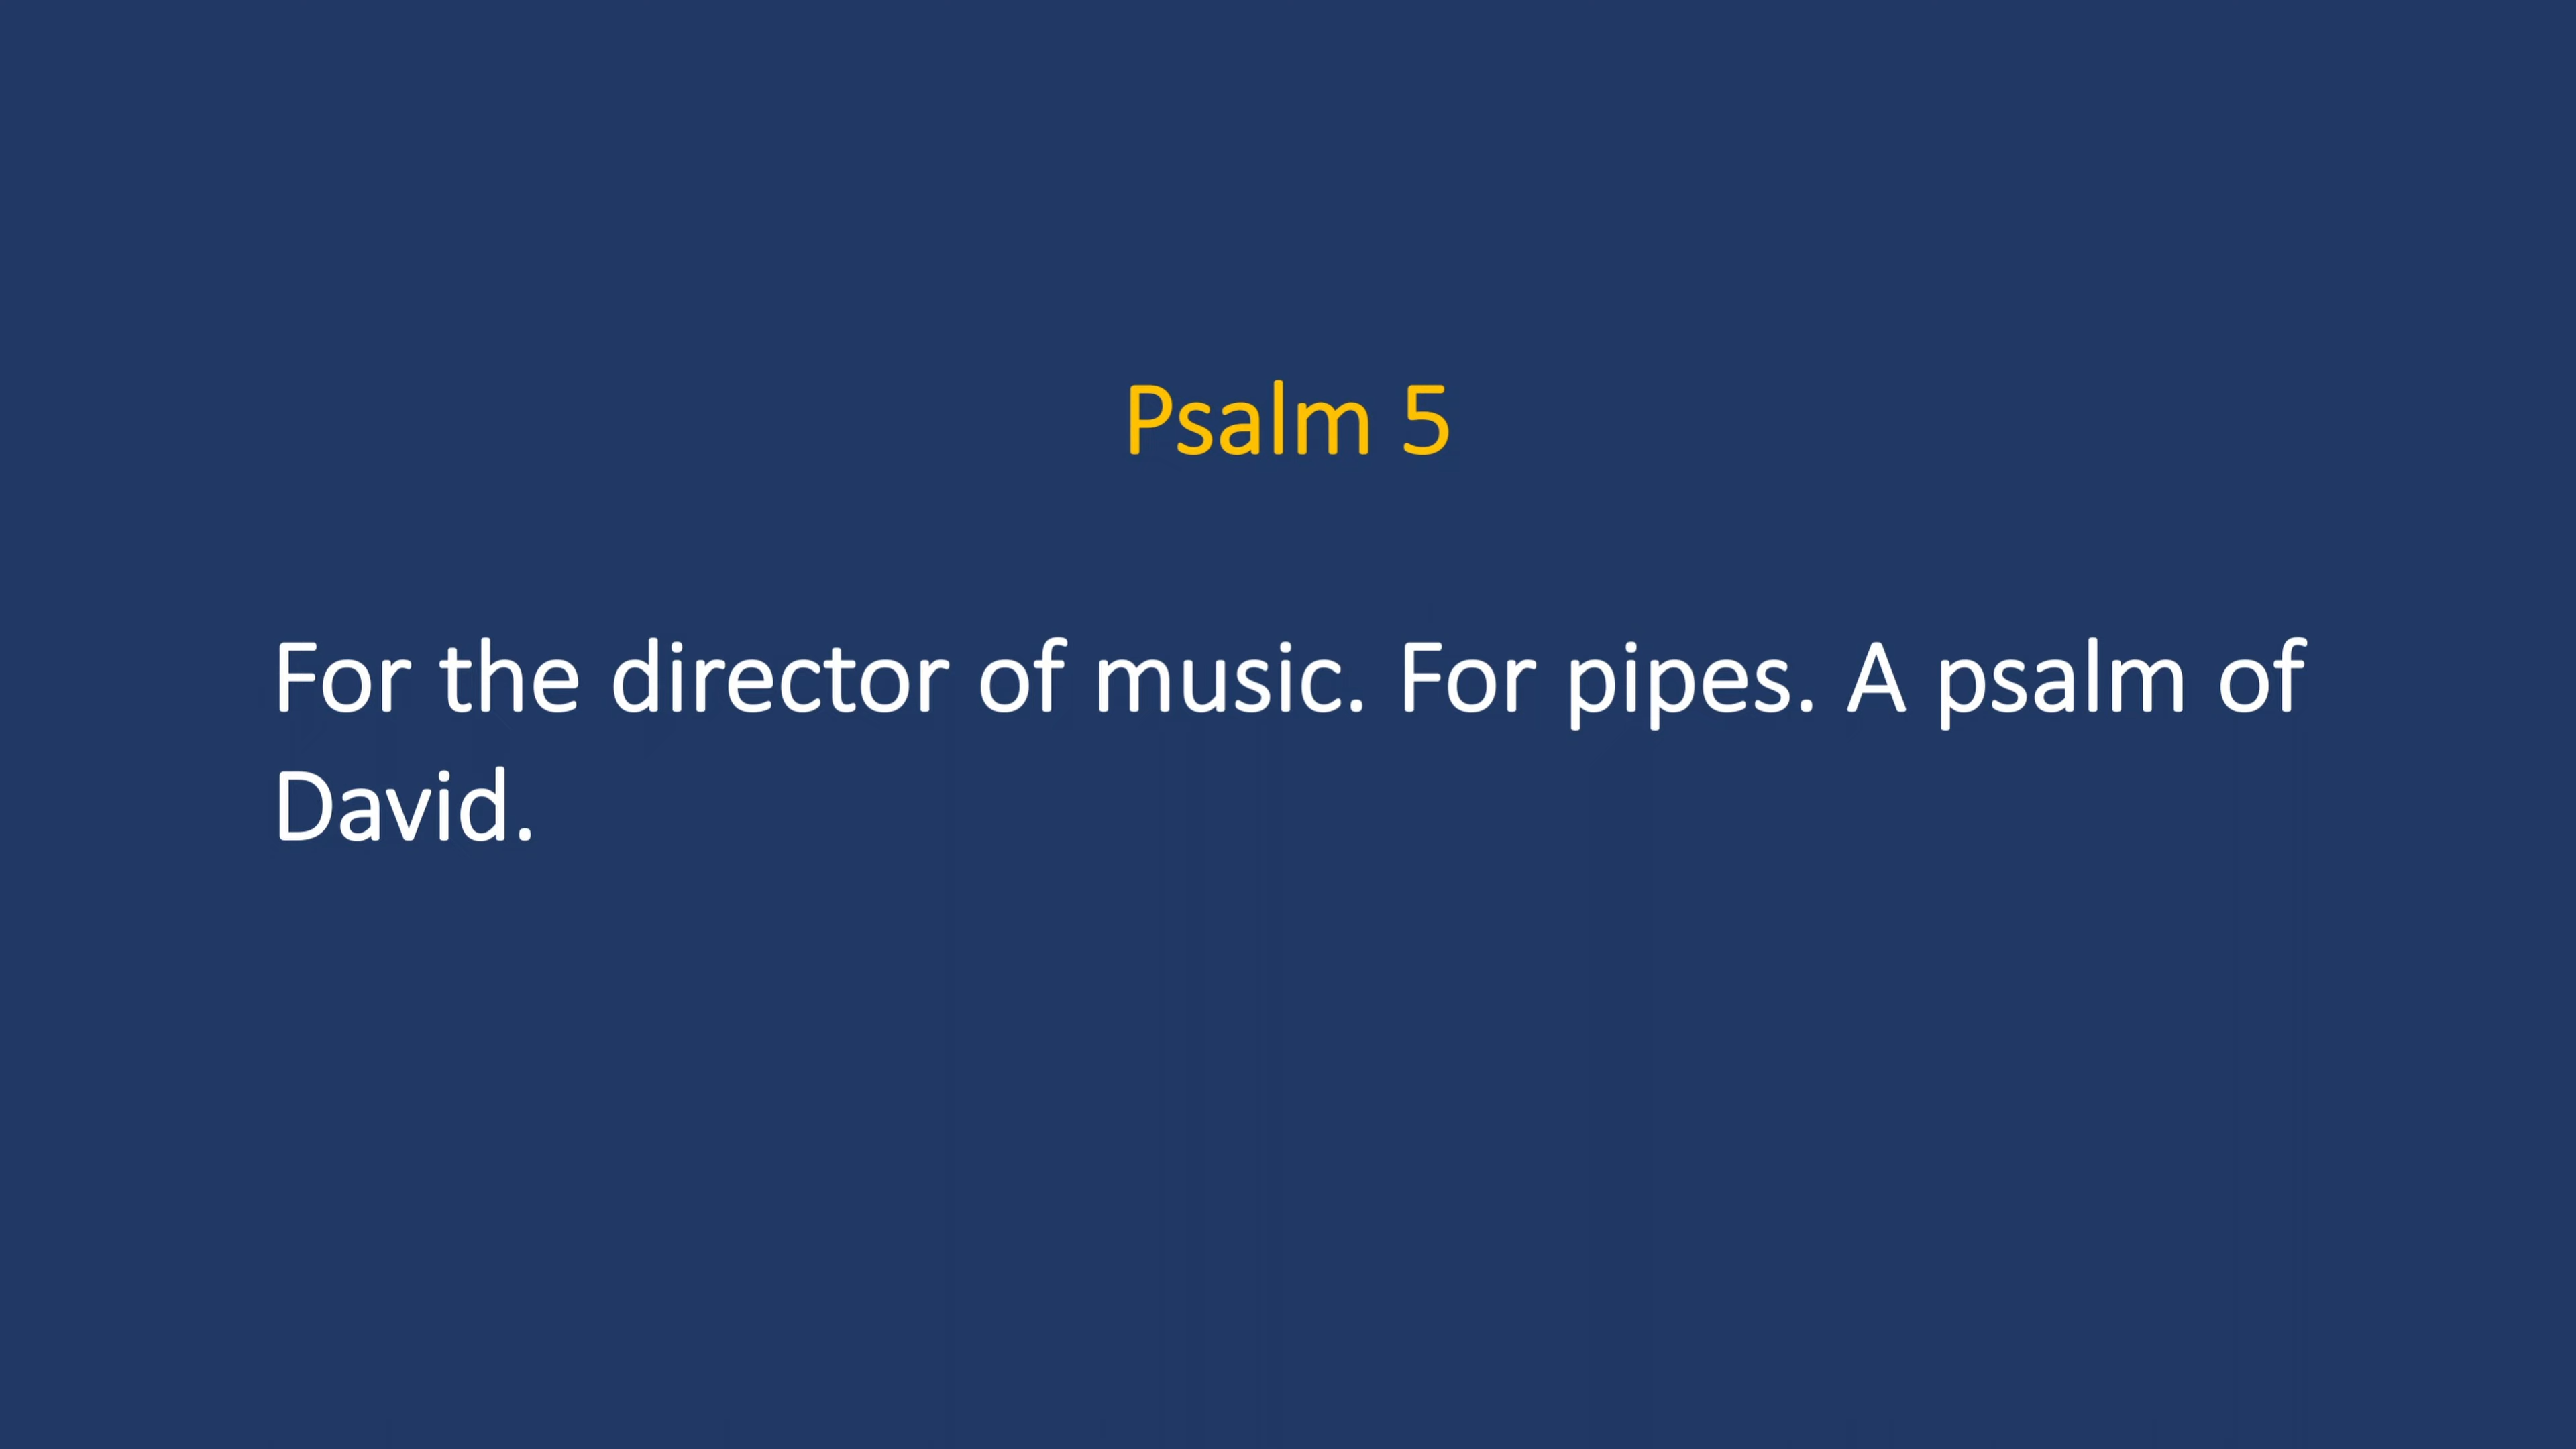 Psalm 5
For the director of music. For pipes. A psalm of
David.